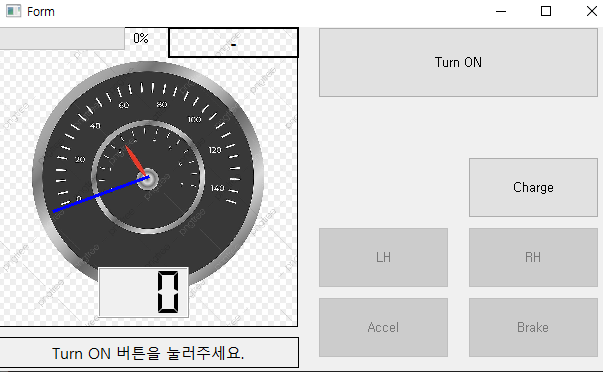 Form
0%
-
Turn ON
60
80
40
100
20
120
0
140
Charge
LH
RH
0
Accel
Brake
Turn ON 버튼을 눌러주세요.